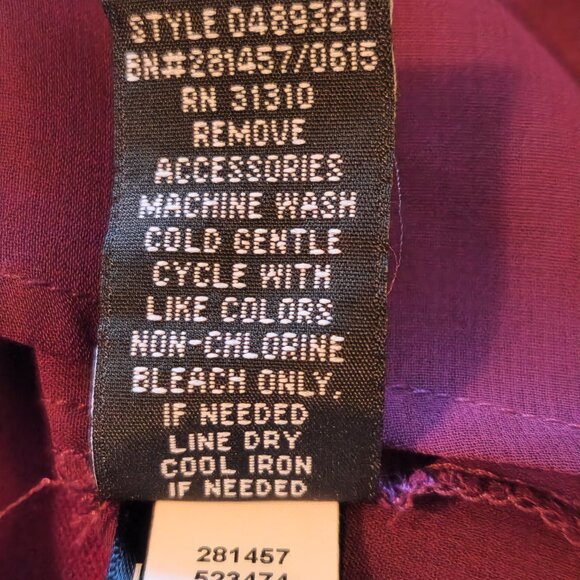 STYLE 048932H
BN#281457/0615
RN 31310
REMOVE
ACCESSORIES
MACHINE WASH
COLD GENTLE
CYCLE WITH
LIKE COLORS
NON-CHLORINE
BLEACH ONLY,
IF NEEDED
LINE DRY
COOL IRON
IF NEEDED
281457
523474